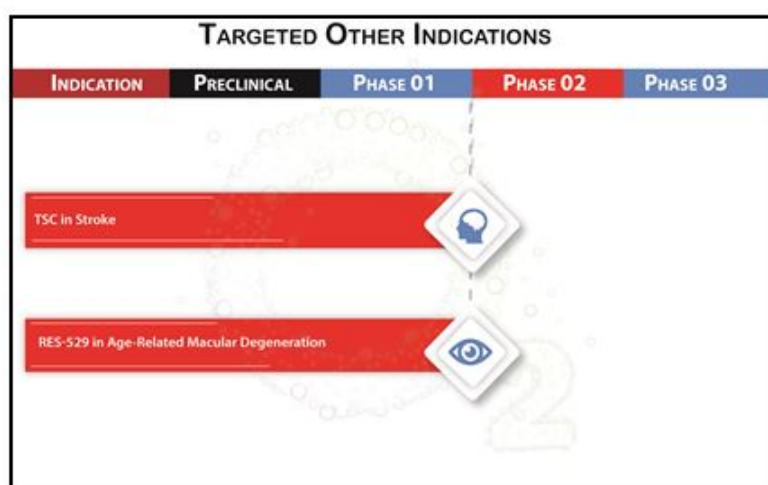 TARGETED OTHER INDICATIONS
INDICATION PRECLINICAL PHASE 01 PHASE 02 PHASE 03
TSC in Stroke
RES-529 in Age-Related Macular Degeneration
2